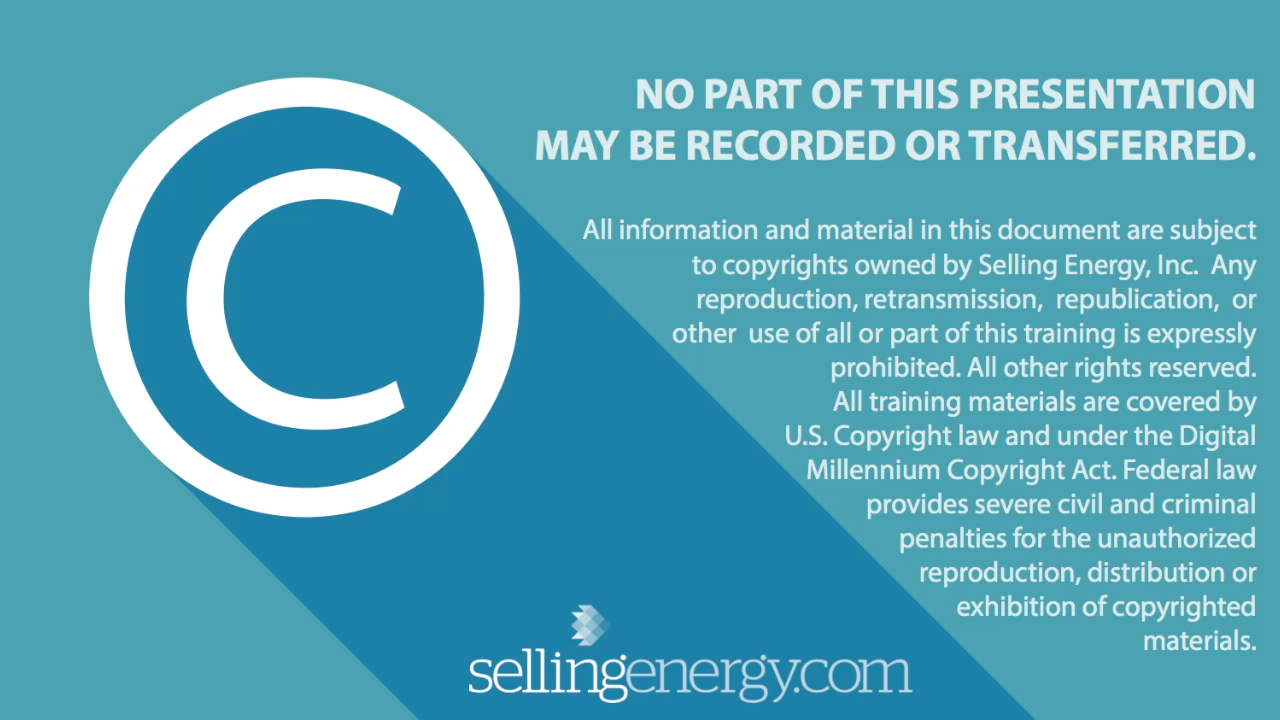 NO PART OF THIS PRESENTATION
MAY BE RECORDED OR TRANSFERRED.
All information and material in this document are subject
to copyrights owned by Selling Energy, Inc.  Any
reproduction, retransmission,  republication,  or
other  use of all or part of this training is expressly
prohibited. All other rights reserved.
All training materials are covered by
U.S. Copyright law and under the Digital
Millennium Copyright Act. Federal law
provides severe civil and criminal
penalties for the unauthorized
reproduction, distribution or
exhibition of copyrighted
materials.
C
sellingenergy.com